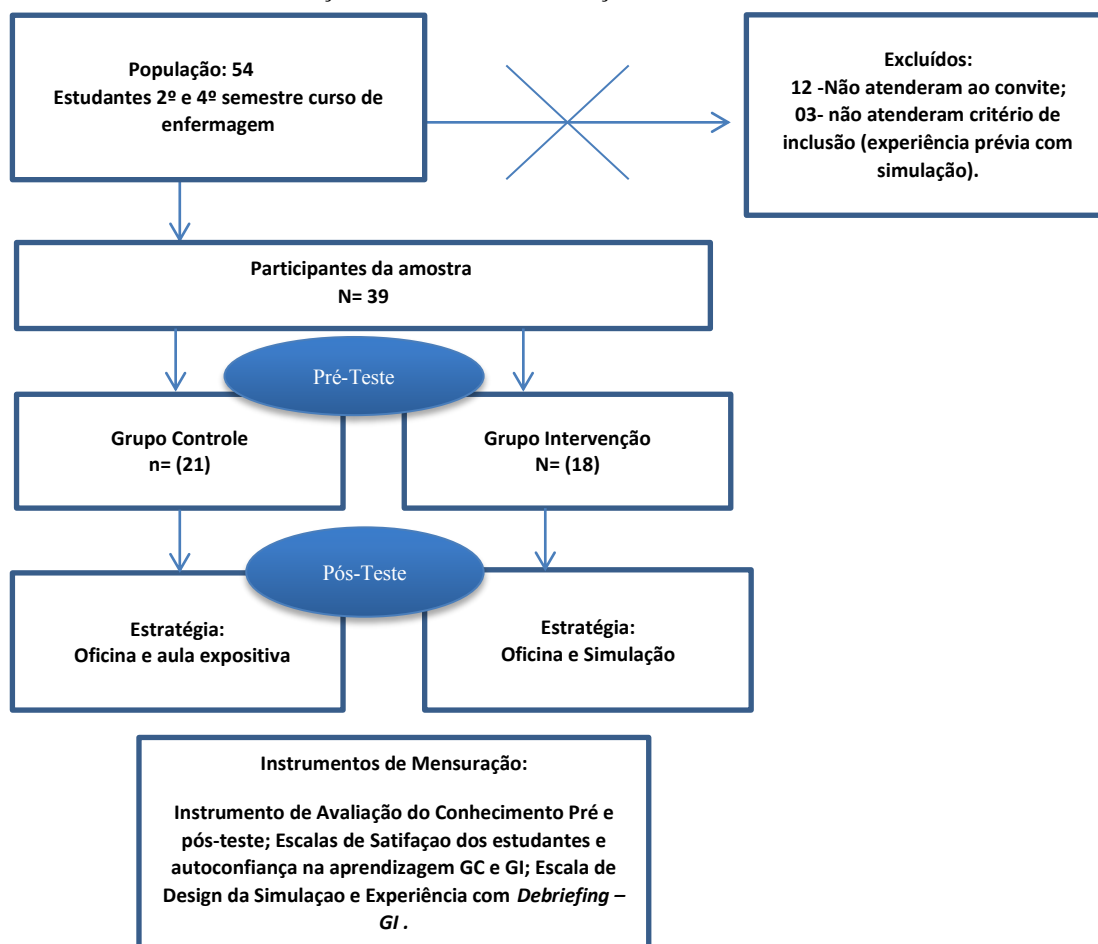 População: 54
Estudantes 2º e 4º semestre curso de
enfermagem
Excluídos:
12 -Não atenderam ao convite;
03- não atenderam critério de
inclusão (experiência prévia com
simulação).
Participantes da amostra
N= 39
Pré-Teste
Grupo Controle
n= (21)
Grupo Intervenção
N= (18)
Pós-Teste
Estratégia:
Oficina e aula expositiva
Estratégia:
Oficina e Simulação
Instrumentos de Mensuração:
Instrumento de Avaliação do Conhecimento Pré e
pós-teste; Escalas de Satifaçao dos estudantes e
autoconfiança na aprendizagem GC e GI; Escala de
Design da Simulaçao e Experiência com Debriefing –
GI .